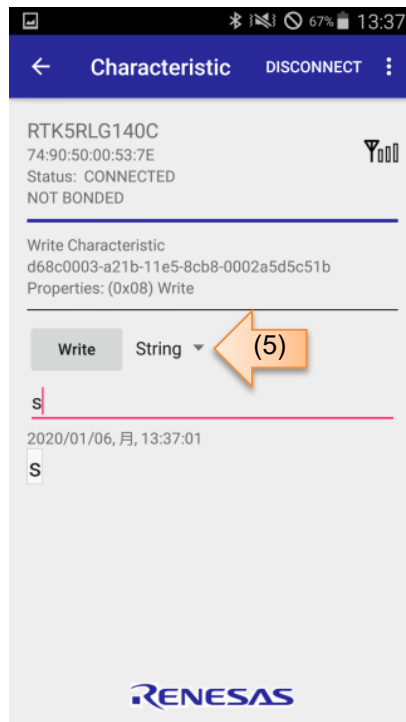 67% 13:37
Characteristic DISCONNECT
RTK5RLG140C
74:90:50:00:53:7E
Status: CONNECTED
NOT BONDED
Write Characteristic
d68c0003-a21b-11e5-8cb8-0002a5d5c51b
Properties: (0x08) Write
Write String (5)
s
2020/01/06, 月, 13:37:01
s
RENESAS